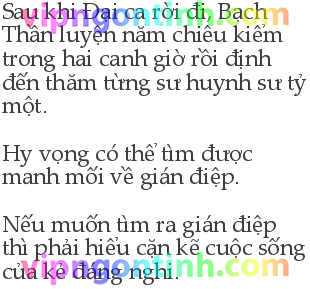 Sau khi Đại ca rời đi, Bạch
Thần luyện năm chiêu kiếm
trong hai canh giờ rồi định
đến thăm từng sư huynh sư tỷ
một.
Hy vọng có thể tìm được
manh mối về gián điệp.
Nếu muốn tìm ra gián điệp
thì phải hiểu cặn kẽ cuộc sống
của kẻ đáng nghi.
vipngontinh.com
vipngontinh.com